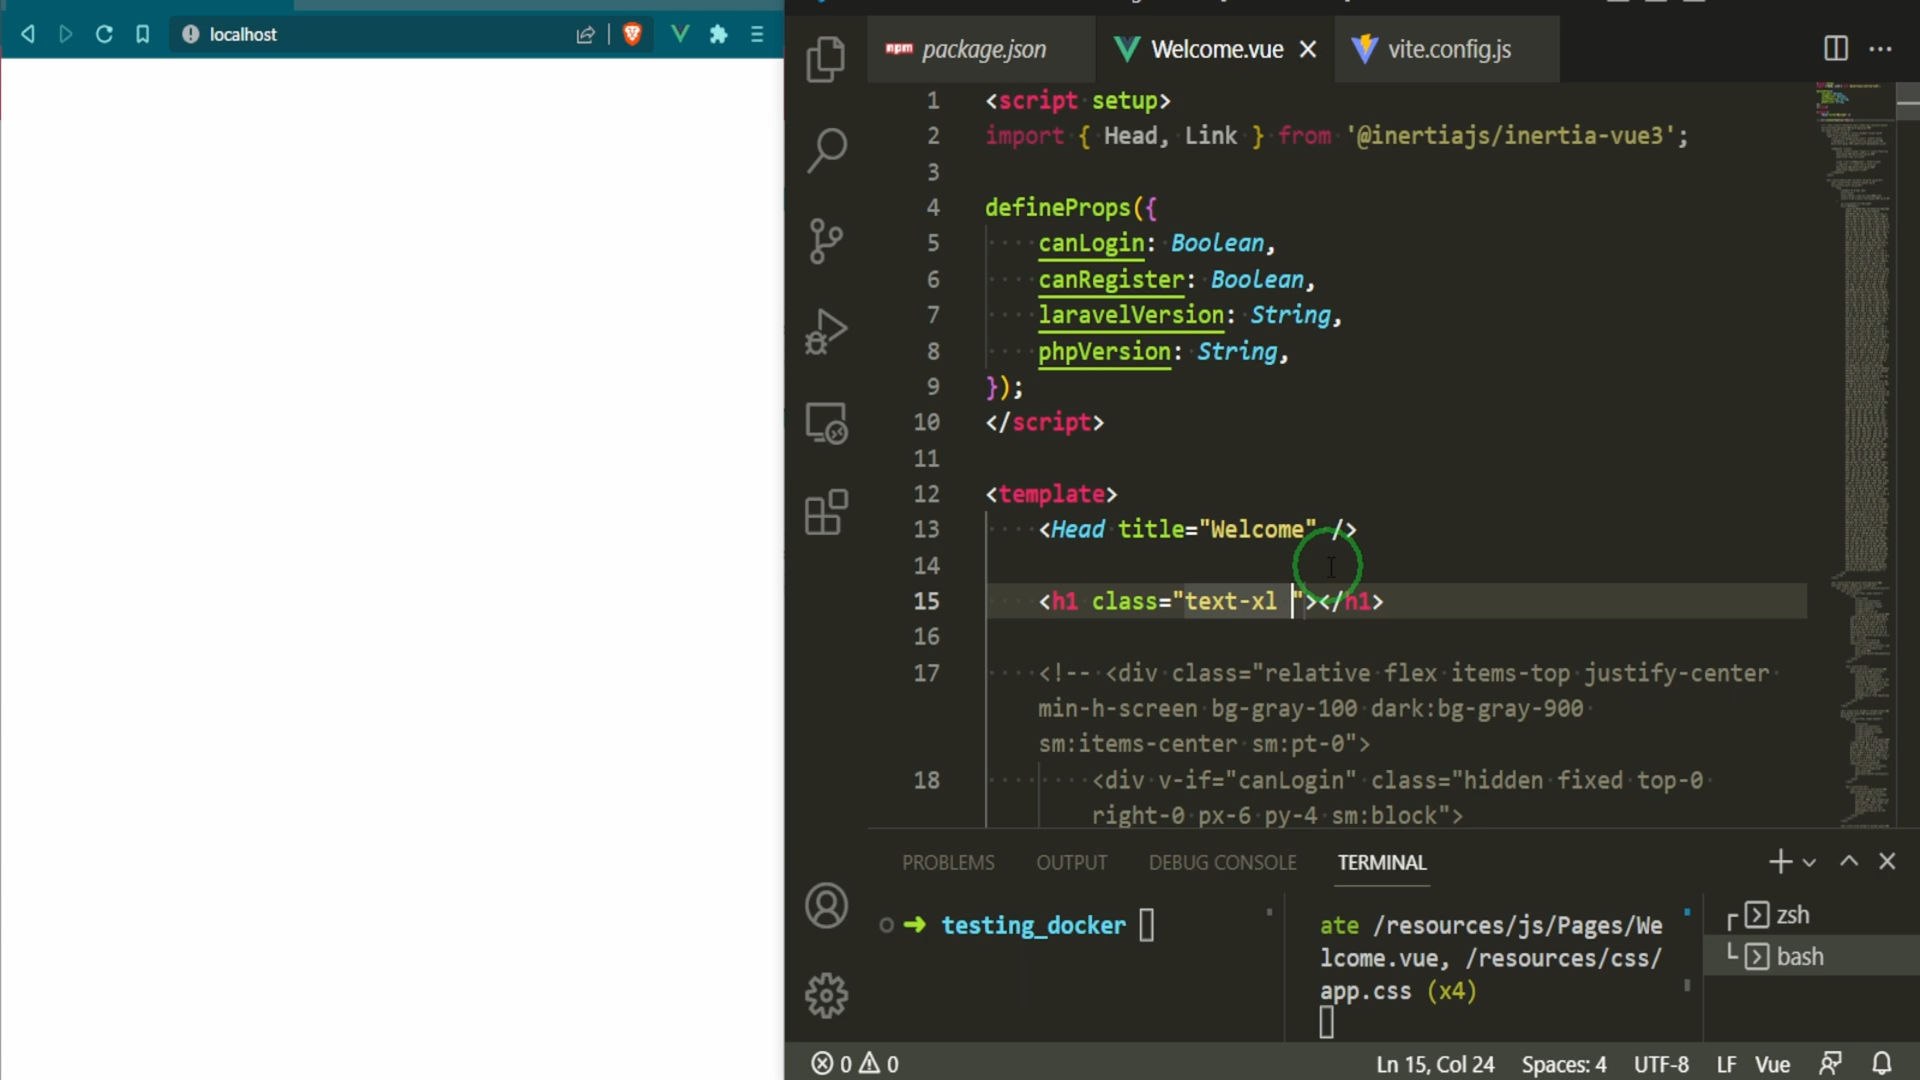 localhost
npm package.json
Welcome.vue
vite.config.js
1 <script setup>
2 import { Head, Link } from '@inertiajs/inertia-vue3';
3
4 defineProps({
5 canLogin: Boolean,
6 canRegister: Boolean,
7 laravelVersion: String,
8 phpVersion: String,
9 });
10 </script>
11
12 <template>
13 <Head title="Welcome" />
14
15 <h1 class="text-xl "></h1>
16
17 <!-- <div class="relative flex items-top justify-center
min-h-screen bg-gray-100 dark:bg-gray-900
sm:items-center sm:pt-0">
18 <div v-if="canLogin" class="hidden fixed top-0
right-0 px-6 py-4 sm:block">
PROBLEMS
OUTPUT
DEBUG CONSOLE
TERMINAL
testing_docker
ate /resources/js/Pages/We
lcome.vue, /resources/css/
app.css (x4)
zsh
bash
0
0
Ln 15, Col 24
Spaces: 4
UTF-8
LF
Vue